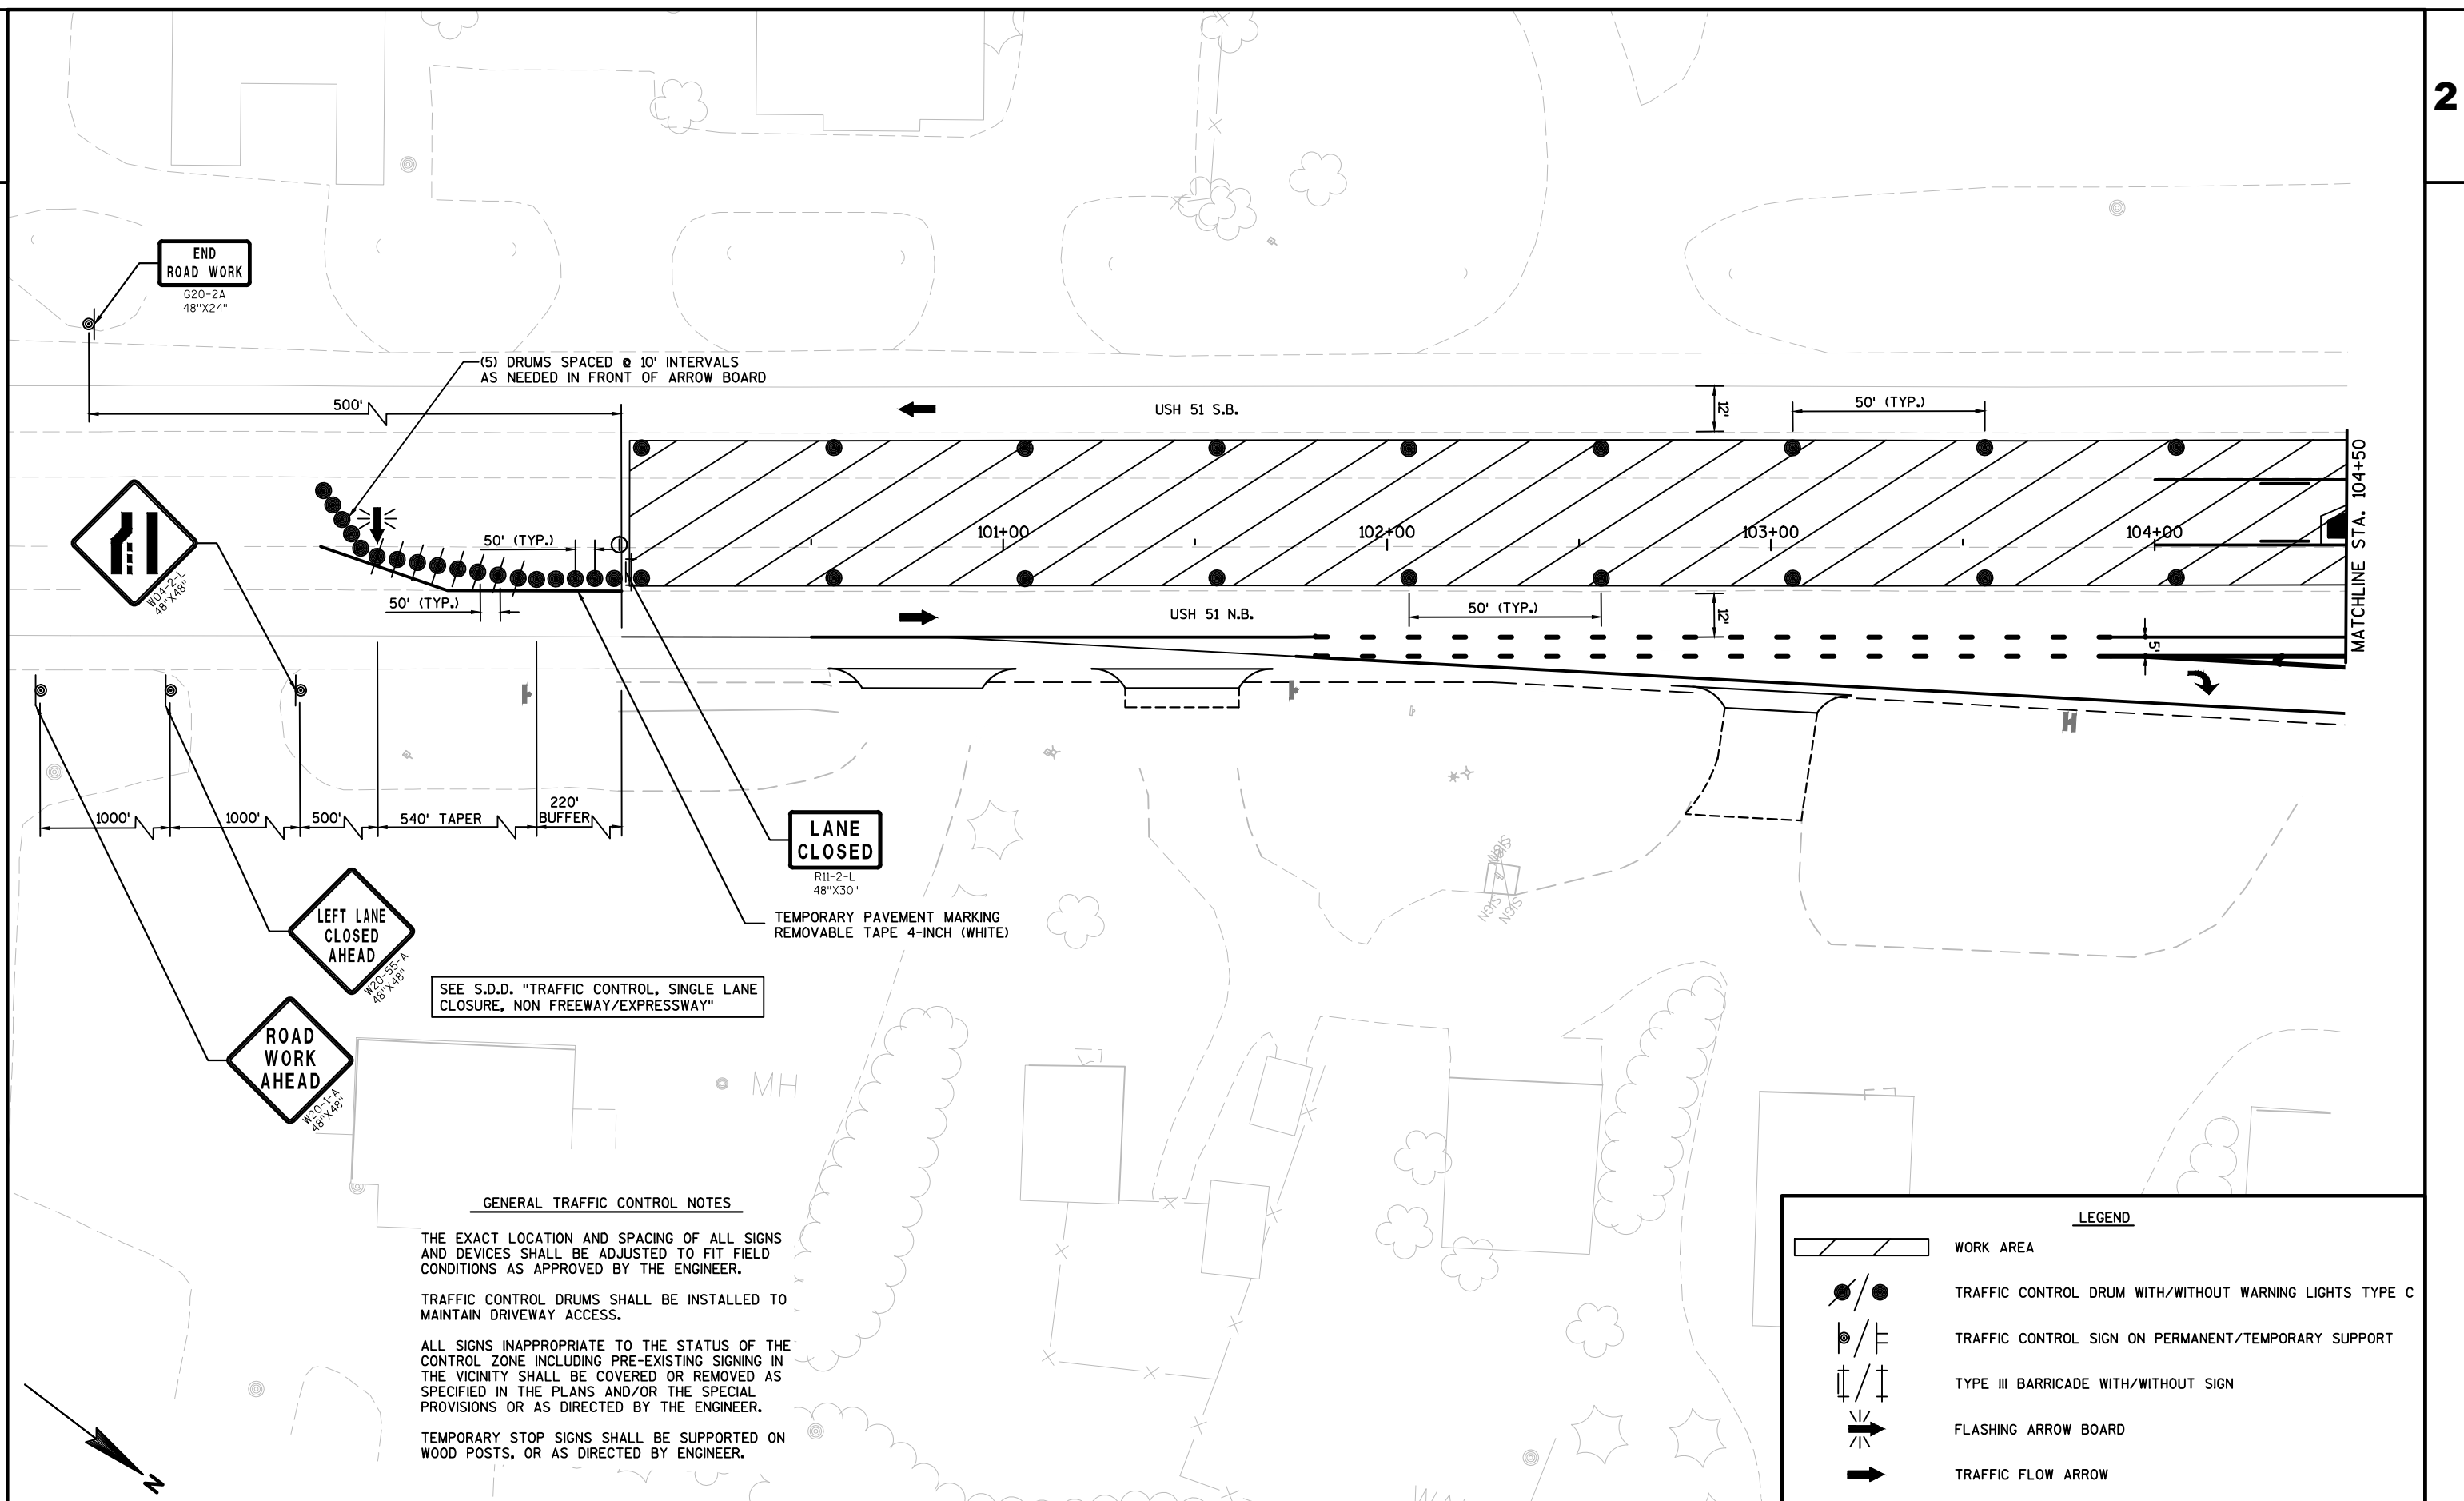 2
END
ROAD WORK
G20-2A
48"X24"
(5) DRUMS SPACED @ 10' INTERVALS
AS NEEDED IN FRONT OF ARROW BOARD
500'
USH 51 S.B.
12'
50' (TYP.)
MATCHLINE STA. 104+50
W04-2-L
48"X48"
50' (TYP.)
101+00
102+00
103+00
104+00
50' (TYP.)
USH 51 N.B.
50' (TYP.)
12'
5'
1000'
1000'
500'
540' TAPER
220'
BUFFER
LANE
CLOSED
R11-2-L
48"X30"
TEMPORARY PAVEMENT MARKING
REMOVABLE TAPE 4-INCH (WHITE)
LEFT LANE
CLOSED
AHEAD
W20-55-A
48"X48"
SIGN
SIGN
SIGN
SIGN
SEE S.D.D. "TRAFFIC CONTROL, SINGLE LANE
CLOSURE, NON FREEWAY/EXPRESSWAY"
ROAD
WORK
AHEAD
W20-1-A
48"X48"
MH
GENERAL TRAFFIC CONTROL NOTES
THE EXACT LOCATION AND SPACING OF ALL SIGNS
AND DEVICES SHALL BE ADJUSTED TO FIT FIELD
CONDITIONS AS APPROVED BY THE ENGINEER.
TRAFFIC CONTROL DRUMS SHALL BE INSTALLED TO
MAINTAIN DRIVEWAY ACCESS.
ALL SIGNS INAPPROPRIATE TO THE STATUS OF THE
CONTROL ZONE INCLUDING PRE-EXISTING SIGNING IN
THE VICINITY SHALL BE COVERED OR REMOVED AS
SPECIFIED IN THE PLANS AND/OR THE SPECIAL
PROVISIONS OR AS DIRECTED BY THE ENGINEER.
TEMPORARY STOP SIGNS SHALL BE SUPPORTED ON
WOOD POSTS, OR AS DIRECTED BY ENGINEER.
N
LEGEND
WORK AREA
TRAFFIC CONTROL DRUM WITH/WITHOUT WARNING LIGHTS TYPE C
TRAFFIC CONTROL SIGN ON PERMANENT/TEMPORARY SUPPORT
TYPE III BARRICADE WITH/WITHOUT SIGN
FLASHING ARROW BOARD
TRAFFIC FLOW ARROW